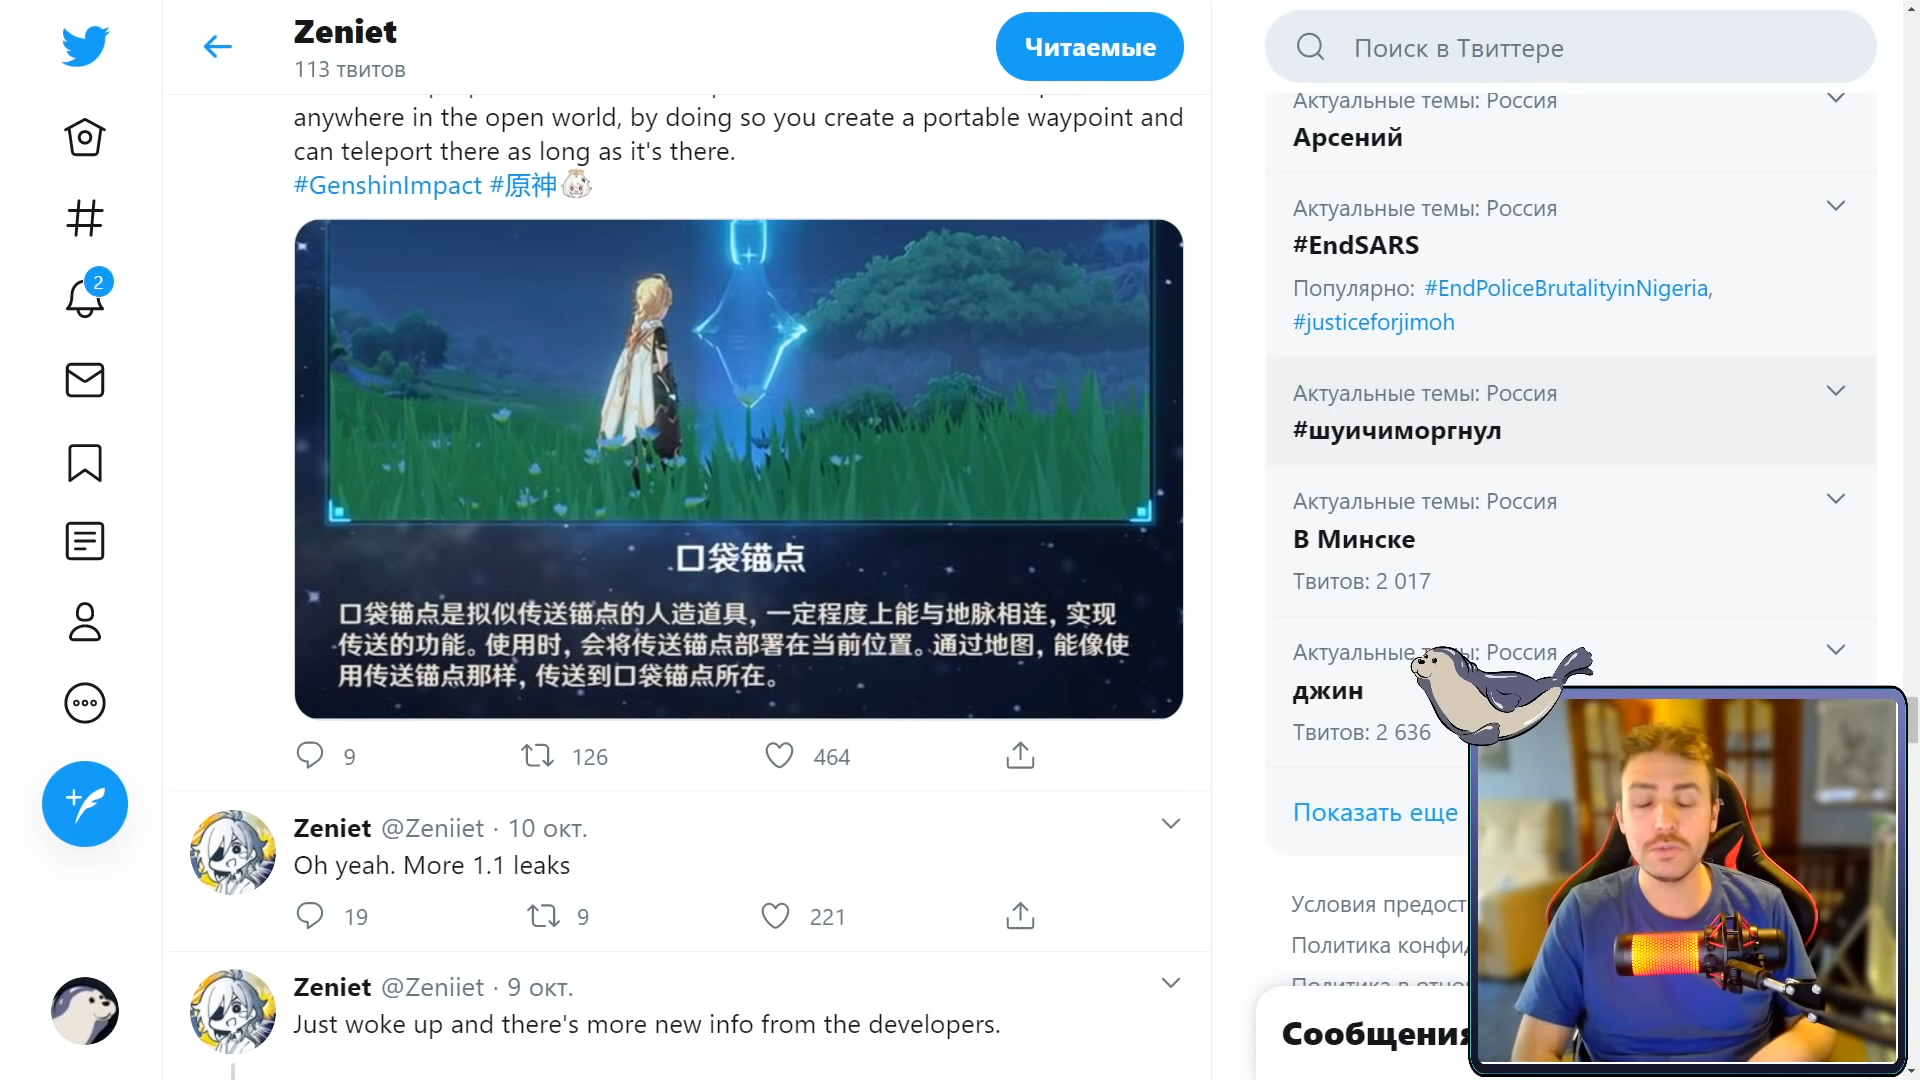 Zeniet
113 твитов
Читаемые
Поиск в Твиттере
anywhere in the open world, by doing so you create a portable waypoint and
can teleport there as long as it's there.
#GenshinImpact #原神
口袋锚点
口袋锚点是拟似传送锚点的人造道具，一定程度上能与地脉相连，实现
传送的功能。使用时，会将传送锚点部署在当前位置。通过地图，能像使
用传送锚点那样，传送到口袋锚点所在。
9
126
464
Zeniet @Zeniiet · 10 окт.
Oh yeah. More 1.1 leaks
19
9
221
Zeniet @Zeniiet · 9 окт.
Just woke up and there's more new info from the developers.
2
Актуальные темы: Россия
Арсений
Актуальные темы: Россия
#EndSARS
Популярно: #EndPoliceBrutalityinNigeria,
#justiceforjimoh
Актуальные темы: Россия
#шуичиморгнул
Актуальные темы: Россия
В Минске
Твитов: 2 017
Актуальные Россия
джин
Твитов: 2 636
Показать еще
Условия предост
Политика конфид
Сообщения